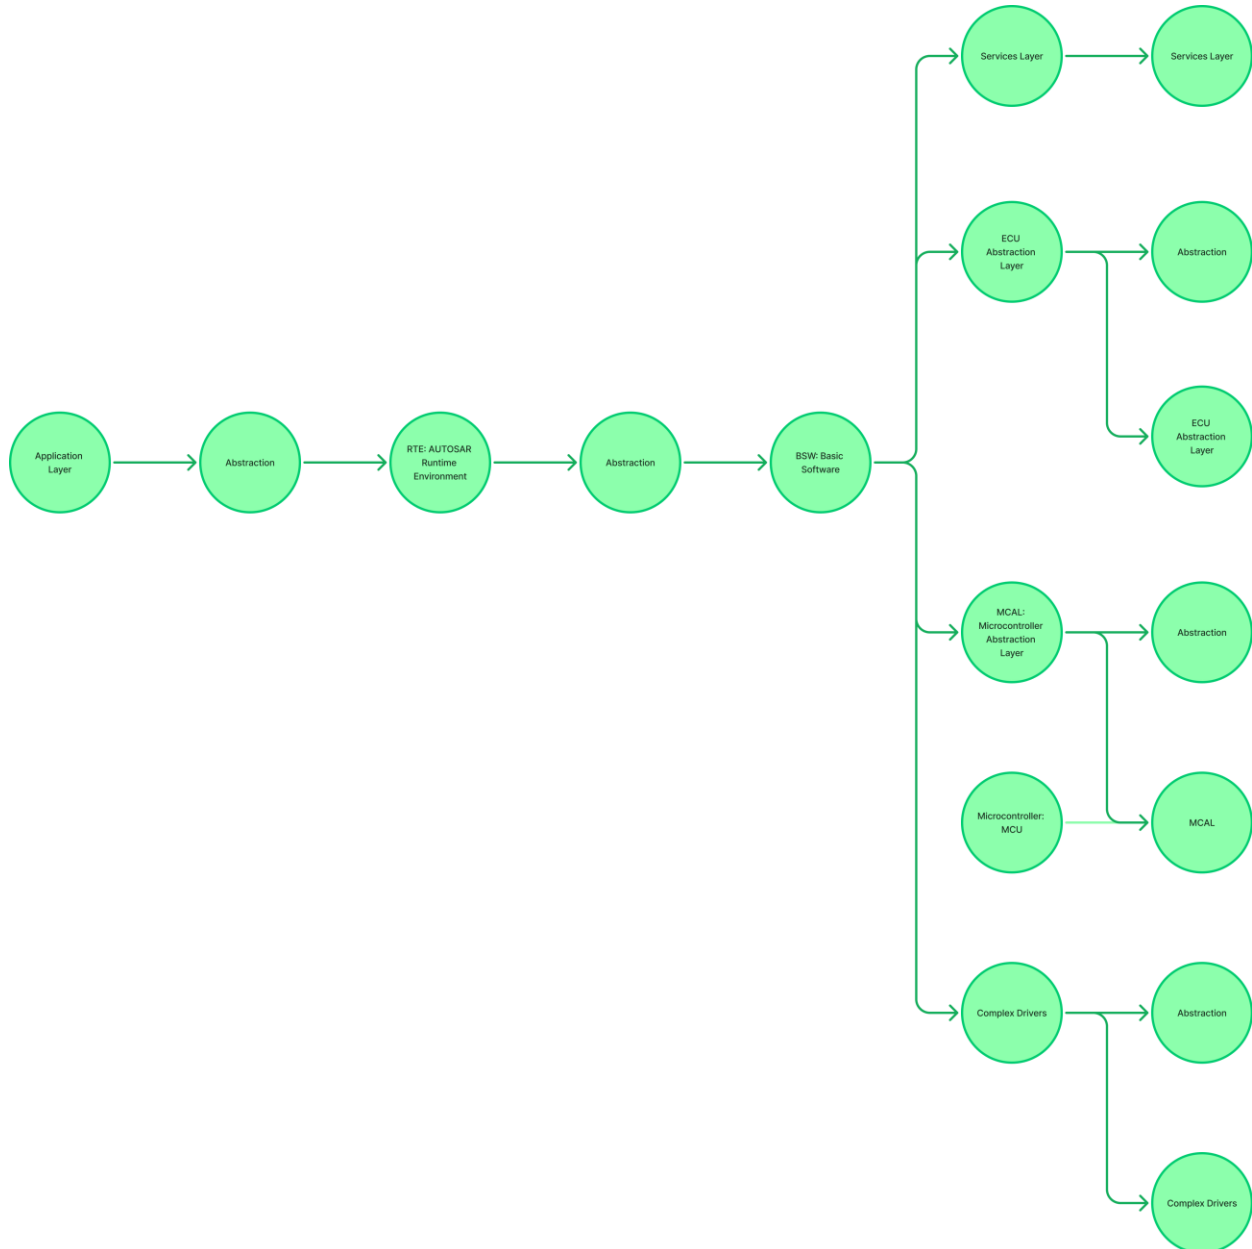 Services Layer
Services Layer
ECU
Abstraction
Layer
Abstraction
ECU
Abstraction
Layer
Application
Layer
Abstraction
RTE: AUTOSAR
Runtime
Environment
Abstraction
BSW: Basic
Software
MCAL:
Microcontroller
Abstraction
Layer
Abstraction
Microcontroller:
MCU
MCAL
Complex Drivers
Abstraction
Complex Drivers